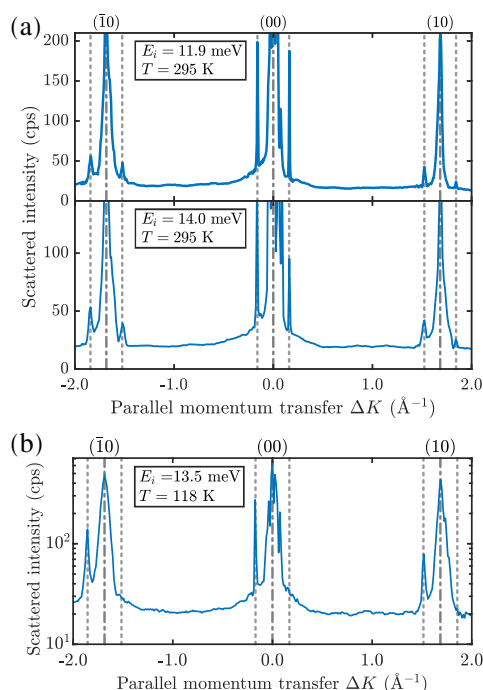 (a)
(1̄0) (00) (10)
E_i = 11.9 meV
T = 295 K
200
150
100
50
0
Scattered intensity (cps)
E_i = 14.0 meV
T = 295 K
100
50
0
-2.0 -1.0 0.0 1.0 2.0
Parallel momentum transfer ΔK (Å⁻¹)
(b)
(1̄0) (00) (10)
E_i =13.5 meV
T = 118 K
10²
10¹
Scattered intensity (cps)
-2.0 -1.0 0.0 1.0 2.0
Parallel momentum transfer ΔK (Å⁻¹)